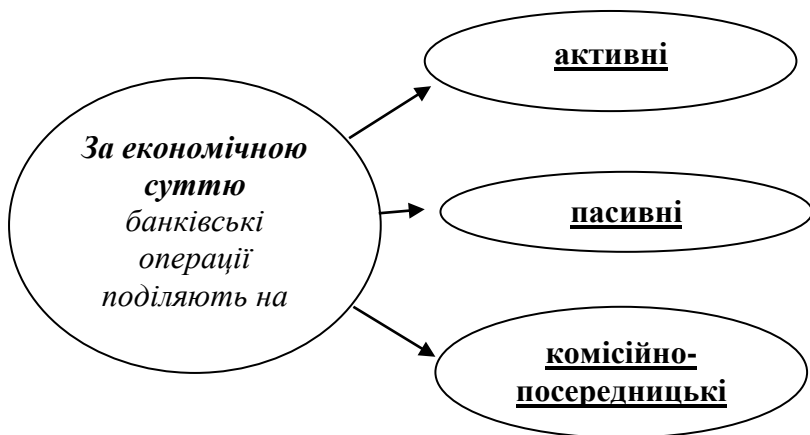 За економічною
суттю
банківські
операції
поділяють на
активні
пасивні
комісійно-
посередницькі